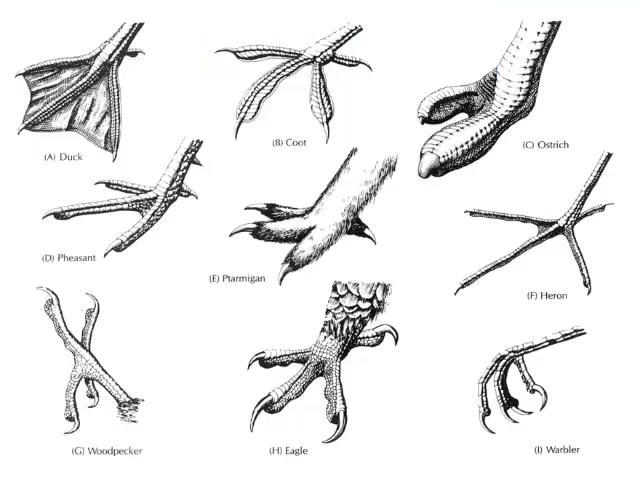 (A) Duck
(B) Coot
(C) Ostrich
(D) Pheasant
(E) Ptarmigan
(F) Heron
(G) Woodpecker
(H) Eagle
(I) Warbler